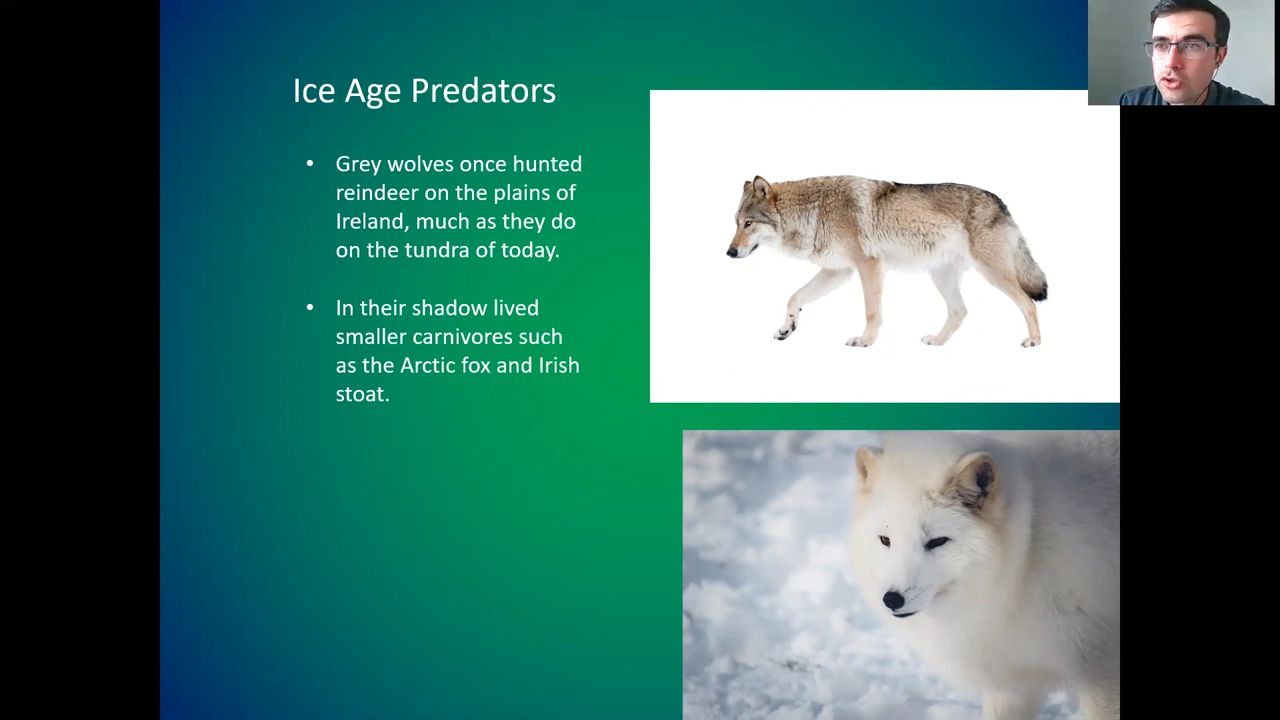 Ice Age Predators
• Grey wolves once hunted
reindeer on the plains of
Ireland, much as they do
on the tundra of today.
• In their shadow lived
smaller carnivores such
as the Arctic fox and Irish
stoat.